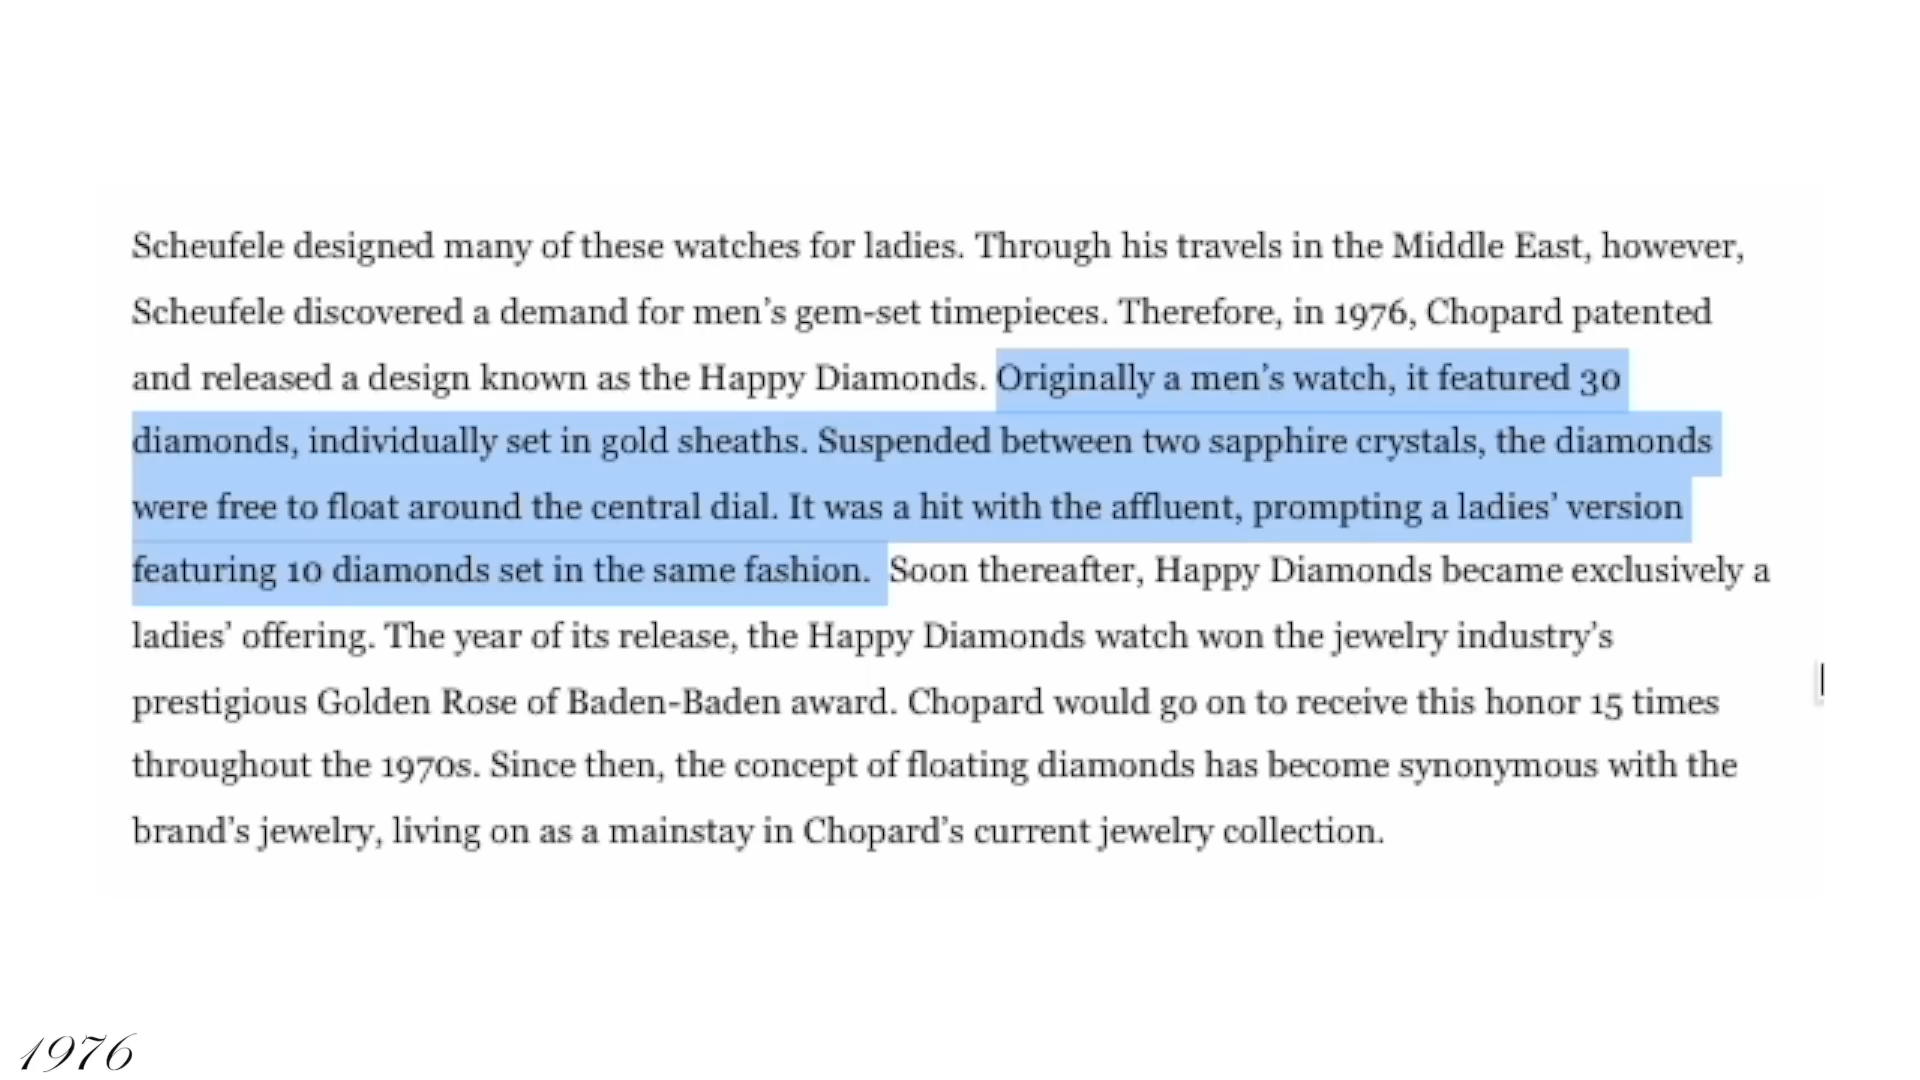 Scheufele designed many of these watches for ladies. Through his travels in the Middle East, however,
Scheufele discovered a demand for men’s gem-set timepieces. Therefore, in 1976, Chopard patented
and released a design known as the Happy Diamonds. Originally a men’s watch, it featured 30
diamonds, individually set in gold sheaths. Suspended between two sapphire crystals, the diamonds
were free to float around the central dial. It was a hit with the affluent, prompting a ladies’ version
featuring 10 diamonds set in the same fashion. Soon thereafter, Happy Diamonds became exclusively a
ladies’ offering. The year of its release, the Happy Diamonds watch won the jewelry industry’s
prestigious Golden Rose of Baden-Baden award. Chopard would go on to receive this honor 15 times
throughout the 1970s. Since then, the concept of floating diamonds has become synonymous with the
brand’s jewelry, living on as a mainstay in Chopard’s current jewelry collection.
1976